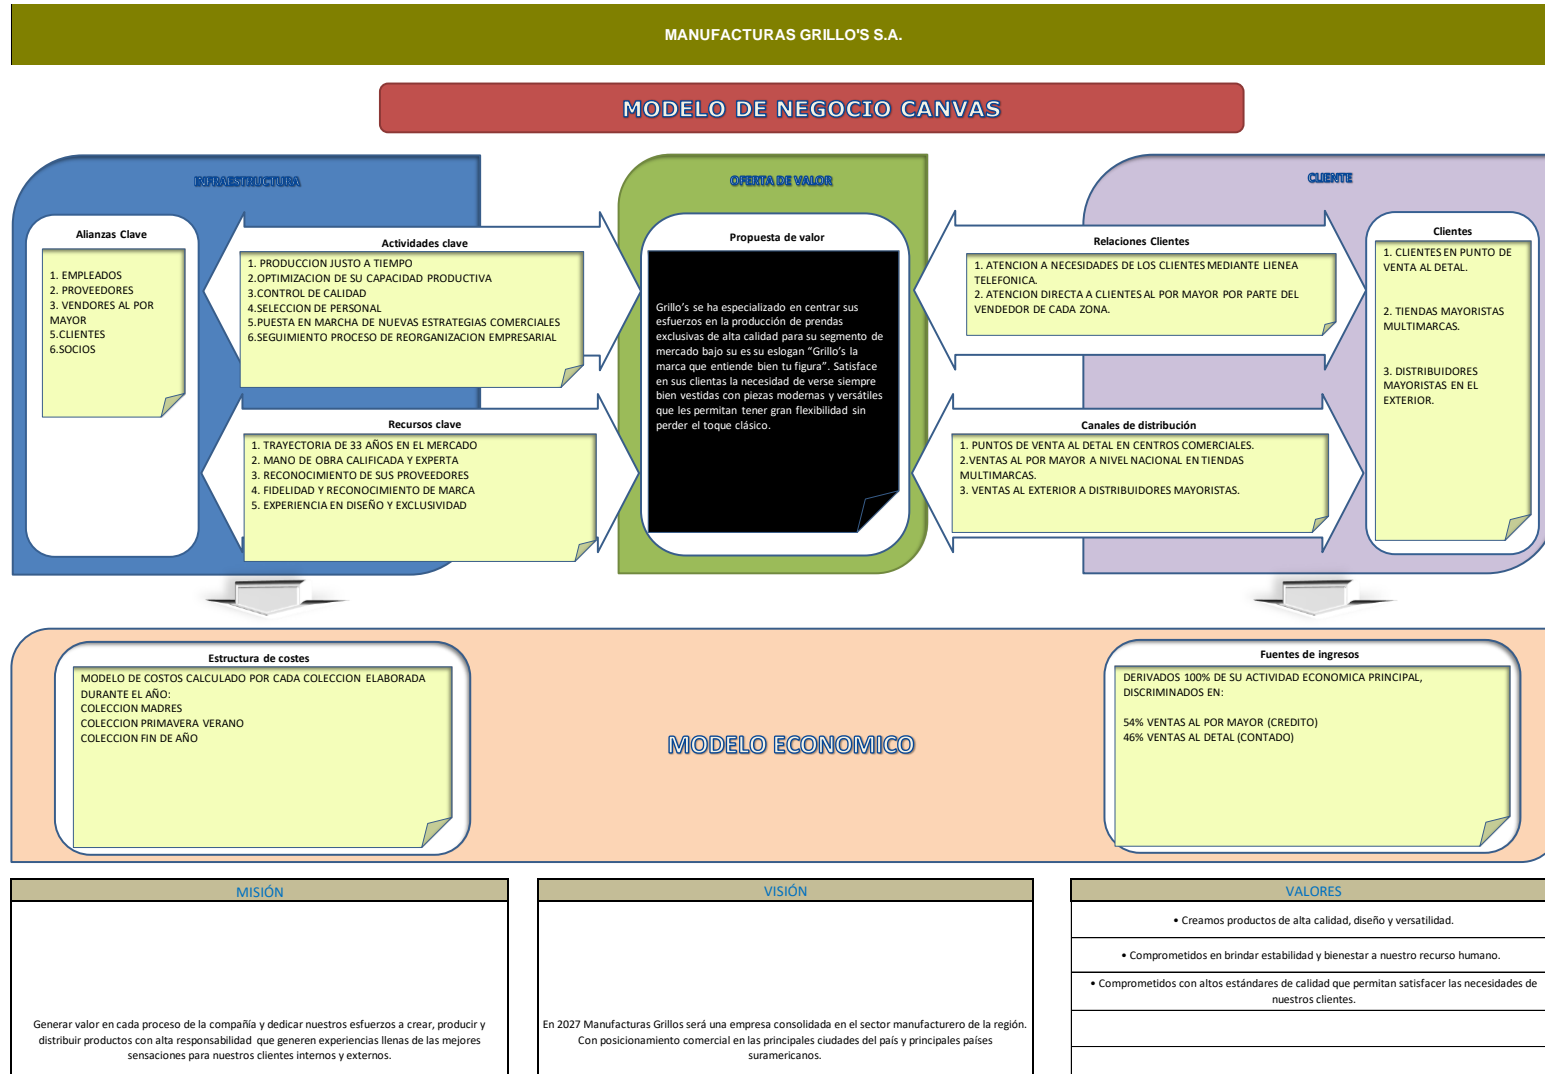 MANUFACTURAS GRILLO'S S.A.
MODELO DE NEGOCIO CANVAS
INFRAESTRUCTURA
Alianzas Clave
1. EMPLEADOS
2. PROVEEDORES
3. VENDORES AL POR
MAYOR
5.CLIENTES
6.SOCIOS
Actividades clave
1. PRODUCCION JUSTO A TIEMPO
2.OPTIMIZACION DE SU CAPACIDAD PRODUCTIVA
3.CONTROL DE CALIDAD
4.SELECCION DE PERSONAL
5.PUESTA EN MARCHA DE NUEVAS ESTRATEGIAS COMERCIALES
6.SEGUIMIENTO PROCESO DE REORGANIZACION EMPRESARIAL
Recursos clave
1. TRAYECTORIA DE 33 AÑOS EN EL MERCADO
2. MANO DE OBRA CALIFICADA Y EXPERTA
3. RECONOCIMIENTO DE SUS PROVEEDORES
4. FIDELIDAD Y RECONOCIMIENTO DE MARCA
5. EXPERIENCIA EN DISEÑO Y EXCLUSIVIDAD
OFERTA DE VALOR
Propuesta de valor
Grillo's se ha especializado en centrar sus
esfuerzos en la producción de prendas
exclusivas de alta calidad para su segmento de
mercado bajo su es su eslogan "Grillo's la
marca que entiende bien tu figura". Satisface
en sus clientas la necesidad de verse siempre
bien vestidas con piezas modernas y versátiles
que les permitan tener gran flexibilidad sin
perder el toque clásico.
CLIENTE
Relaciones Clientes
1. ATENCION A NECESIDADES DE LOS CLIENTES MEDIANTE LIENEA
TELEFONICA.
2. ATENCION DIRECTA A CLIENTES AL POR MAYOR POR PARTE DEL
VENDEDOR DE CADA ZONA.
Canales de distribución
1. PUNTOS DE VENTA AL DETAL EN CENTROS COMERCIALES.
2.VENTAS AL POR MAYOR A NIVEL NACIONAL EN TIENDAS
MULTIMARCAS.
3. VENTAS AL EXTERIOR A DISTRIBUIDORES MAYORISTAS.
Clientes
1. CLIENTES EN PUNTO DE
VENTA AL DETAL.
2. TIENDAS MAYORISTAS
MULTIMARCAS.
3. DISTRIBUIDORES
MAYORISTAS EN EL
EXTERIOR.
Estructura de costes
MODELO DE COSTOS CALCULADO POR CADA COLECCION ELABORADA
DURANTE EL AÑO:
COLECCION MADRES
COLECCION PRIMAVERA VERANO
COLECCION FIN DE AÑO
MODELO ECONOMICO
Fuentes de ingresos
DERIVADOS 100% DE SU ACTIVIDAD ECONOMICA PRINCIPAL,
DISCRIMINADOS EN:
54% VENTAS AL POR MAYOR (CREDITO)
46% VENTAS AL DETAL (CONTADO)
MISIÓN
Generar valor en cada proceso de la compañía y dedicar nuestros esfuerzos a crear, producir y
distribuir productos con alta responsabilidad que generen experiencias llenas de las mejores
sensaciones para nuestros clientes internos y externos.
VISIÓN
En 2027 Manufacturas Grillos será una empresa consolidada en el sector manufacturero de la región.
Con posicionamiento comercial en las principales ciudades del país y principales países
suramericanos.
VALORES
• Creamos productos de alta calidad, diseño y versatilidad.
• Comprometidos en brindar estabilidad y bienestar a nuestro recurso humano.
• Comprometidos con altos estándares de calidad que permitan satisfacer las necesidades de
nuestros clientes.